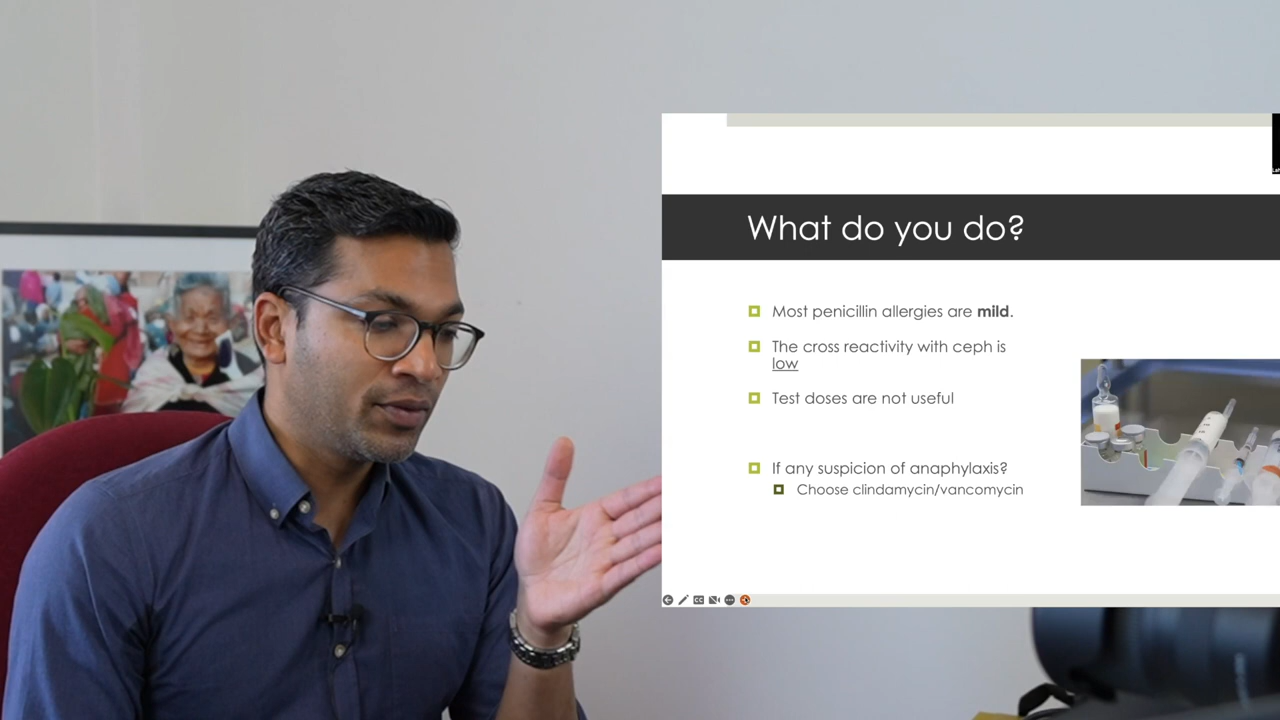 What do you do?
Most penicillin allergies are mild.
The cross reactivity with ceph is
low
Test doses are not useful
If any suspicion of anaphylaxis?
Choose clindamycin/vancomycin
CC